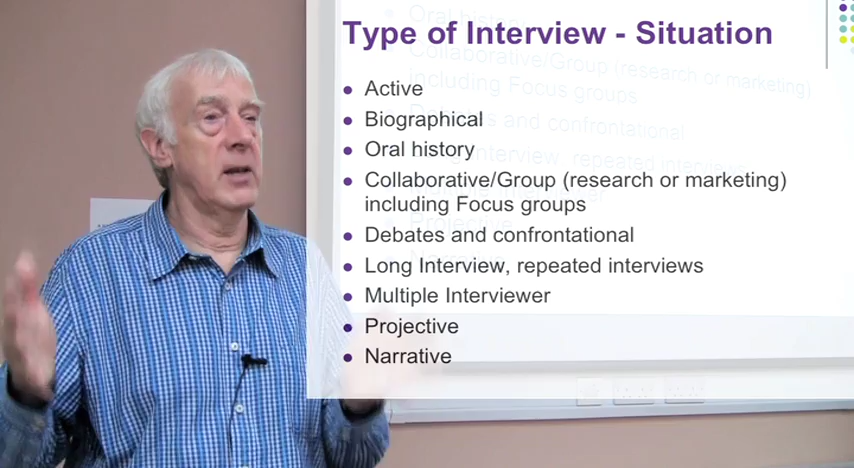 Type of Interview - Situation
Active
Biographical
Oral history
Collaborative/Group (research or marketing)
including Focus groups
Debates and confrontational
Long Interview, repeated interviews
Multiple Interviewer
Projective
Narrative